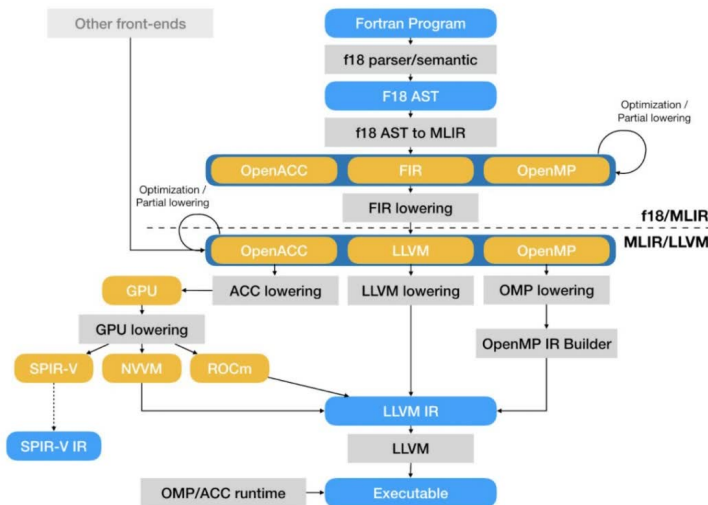 Other front-ends
Fortran Program
f18 parser/semantic
F18 AST
Optimization /
Partial lowering
f18 AST to MLIR
OpenACC
FIR
OpenMP
Optimization /
Partial lowering
FIR lowering
f18/MLIR
MLIR/LLVM
OpenACC
LLVM
OpenMP
GPU
ACC lowering
LLVM lowering
OMP lowering
GPU lowering
OpenMP IR Builder
SPIR-V
NVVM
ROCm
LLVM IR
SPIR-V IR
LLVM
OMP/ACC runtime
Executable